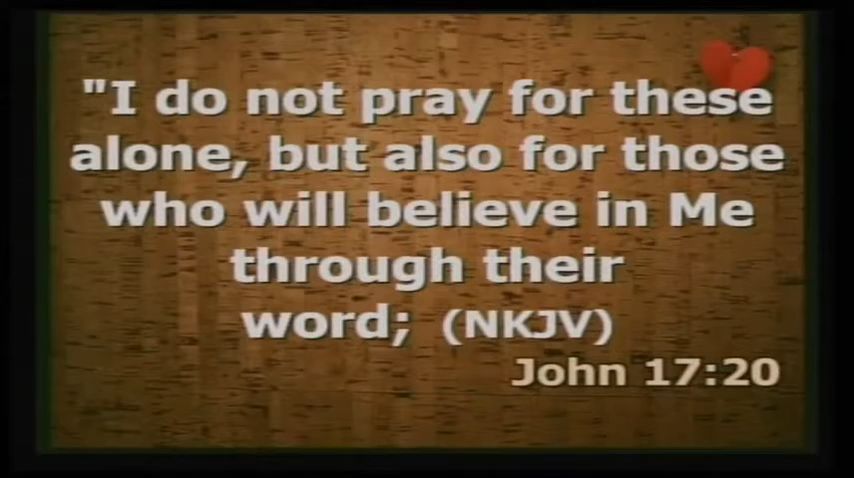 "I do not pray for these
alone, but also for those
who will believe in Me
through their
word; (NKJV)
John 17:20